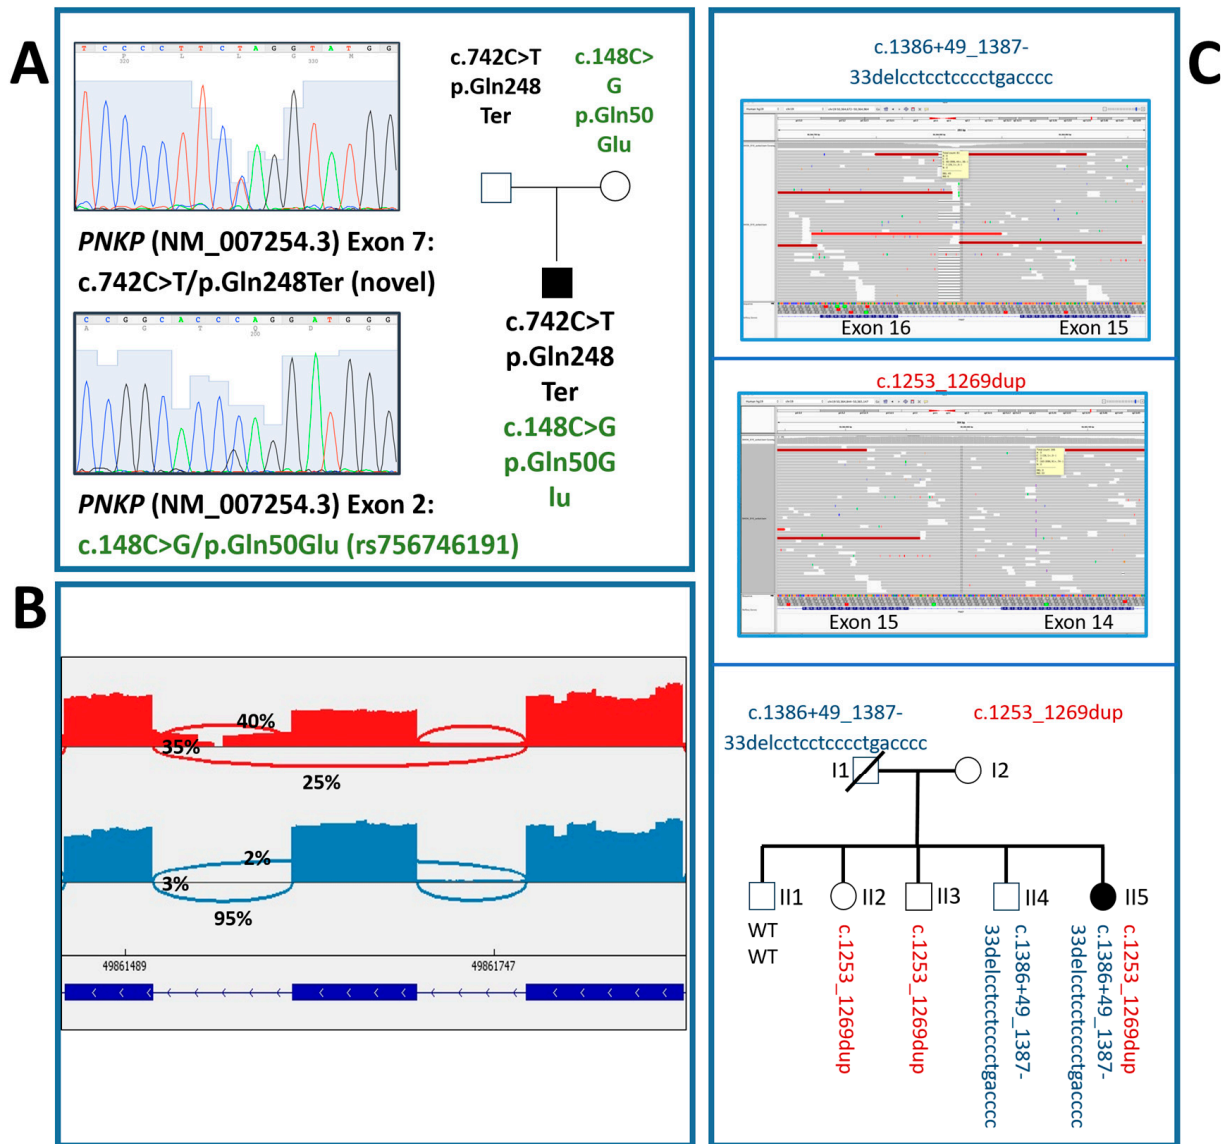 A
T C C C C T T C T A G G T A T G G
P L L G M
320
310
c.742C>T
p.Gln248
Ter
c.148C>
G
p.Gln50
Glu
PNKP (NM_007254.3) Exon 7:
c.742C>T/p.Gln248Ter (novel)
C C G G C A C C C A G G A T G G G
A G T Q D G
200
PNKP (NM_007254.3) Exon 2:
c.148C>G/p.Gln50Glu (rs756746191)
c.742C>T
p.Gln248
Ter
c.148C>G
p.Gln50G
lu
B
40%
35%
25%
2%
3%
95%
49861489
49861747
C
c.1386+49_1387-
33delcctcctcccctgacccc
Exon 16
Exon 15
c.1253_1269dup
Exon 15
Exon 14
c.1386+49_1387-
33delcctcctcccctgacccc
c.1253_1269dup
I1
I2
II1
II2
II3
II4
II5
WT
WT
c.1253_1269dup
c.1253_1269dup
c.1386+49_1387-
33delcctcctcccctgacccc
c.1253_1269dup
c.1386+49_1387-
33delcctcctcccctgacccc